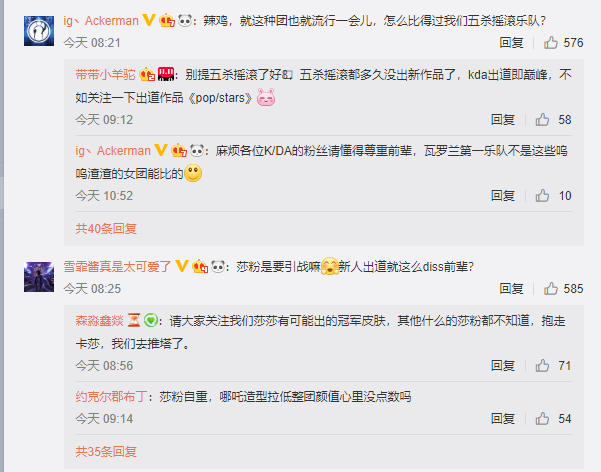 ig丶Ackerman：辣鸡，就这种团也就流行一会儿，怎么比得过我们五杀摇滚乐队？
今天 08:21 回复 576
带带小羊驼 11.11：别提五杀摇滚了好 五杀摇滚都多久没出新作品了，kda出道即巅峰，不
如关注一下出道作品《pop/stars》
今天 09:12 回复 58
ig丶Ackerman：麻烦各位K/DA的粉丝请懂得尊重前辈，瓦罗兰第一乐队不是这些呜
呜渣渣的女团能比的
今天 10:52 回复 10
共40条回复
雪霏酱真是太可爱了：莎粉是要引战嘛新人出道就这么diss前辈？
今天 08:25 回复 585
森淼鑫燚：请大家关注我们莎莎有可能出的冠军皮肤，其他什么的莎粉都不知道，抱走
卡莎，我们去推塔了。
今天 08:56 回复 71
约克尔郡布丁：莎粉自重，哪吒造型拉低整团颜值心里没点数吗
今天 09:14 回复 54
共35条回复